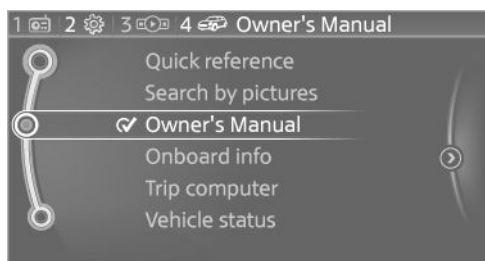 1 2 3 4 Owner's Manual
Quick reference
Search by pictures
Owner's Manual
Onboard info
Trip computer
Vehicle status